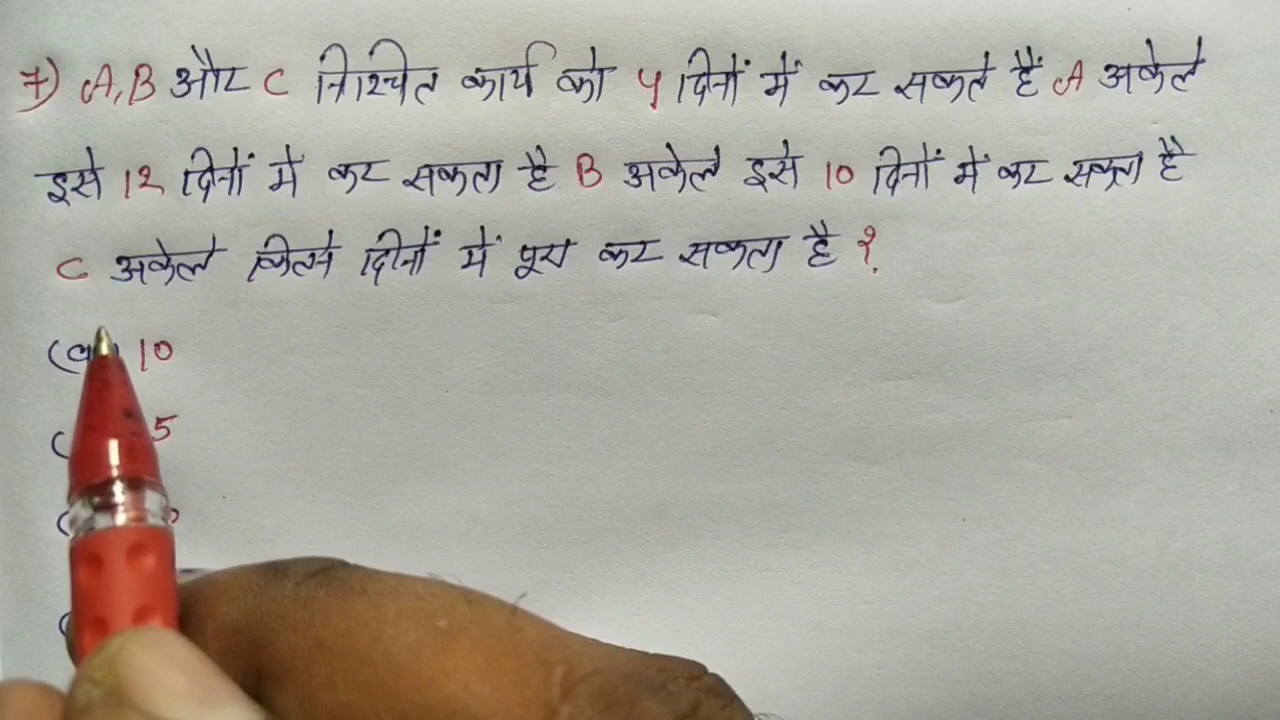 7) A, B और C निश्चित कार्य को 4 दिनों में कर सकते हैं A अकेले
इसे 12 दिनों में कर सकता है B अकेले इसे 10 दिनों में कर सकता है
C अकेले कितने दीनों में पूरा कर सकता है ?
10
5